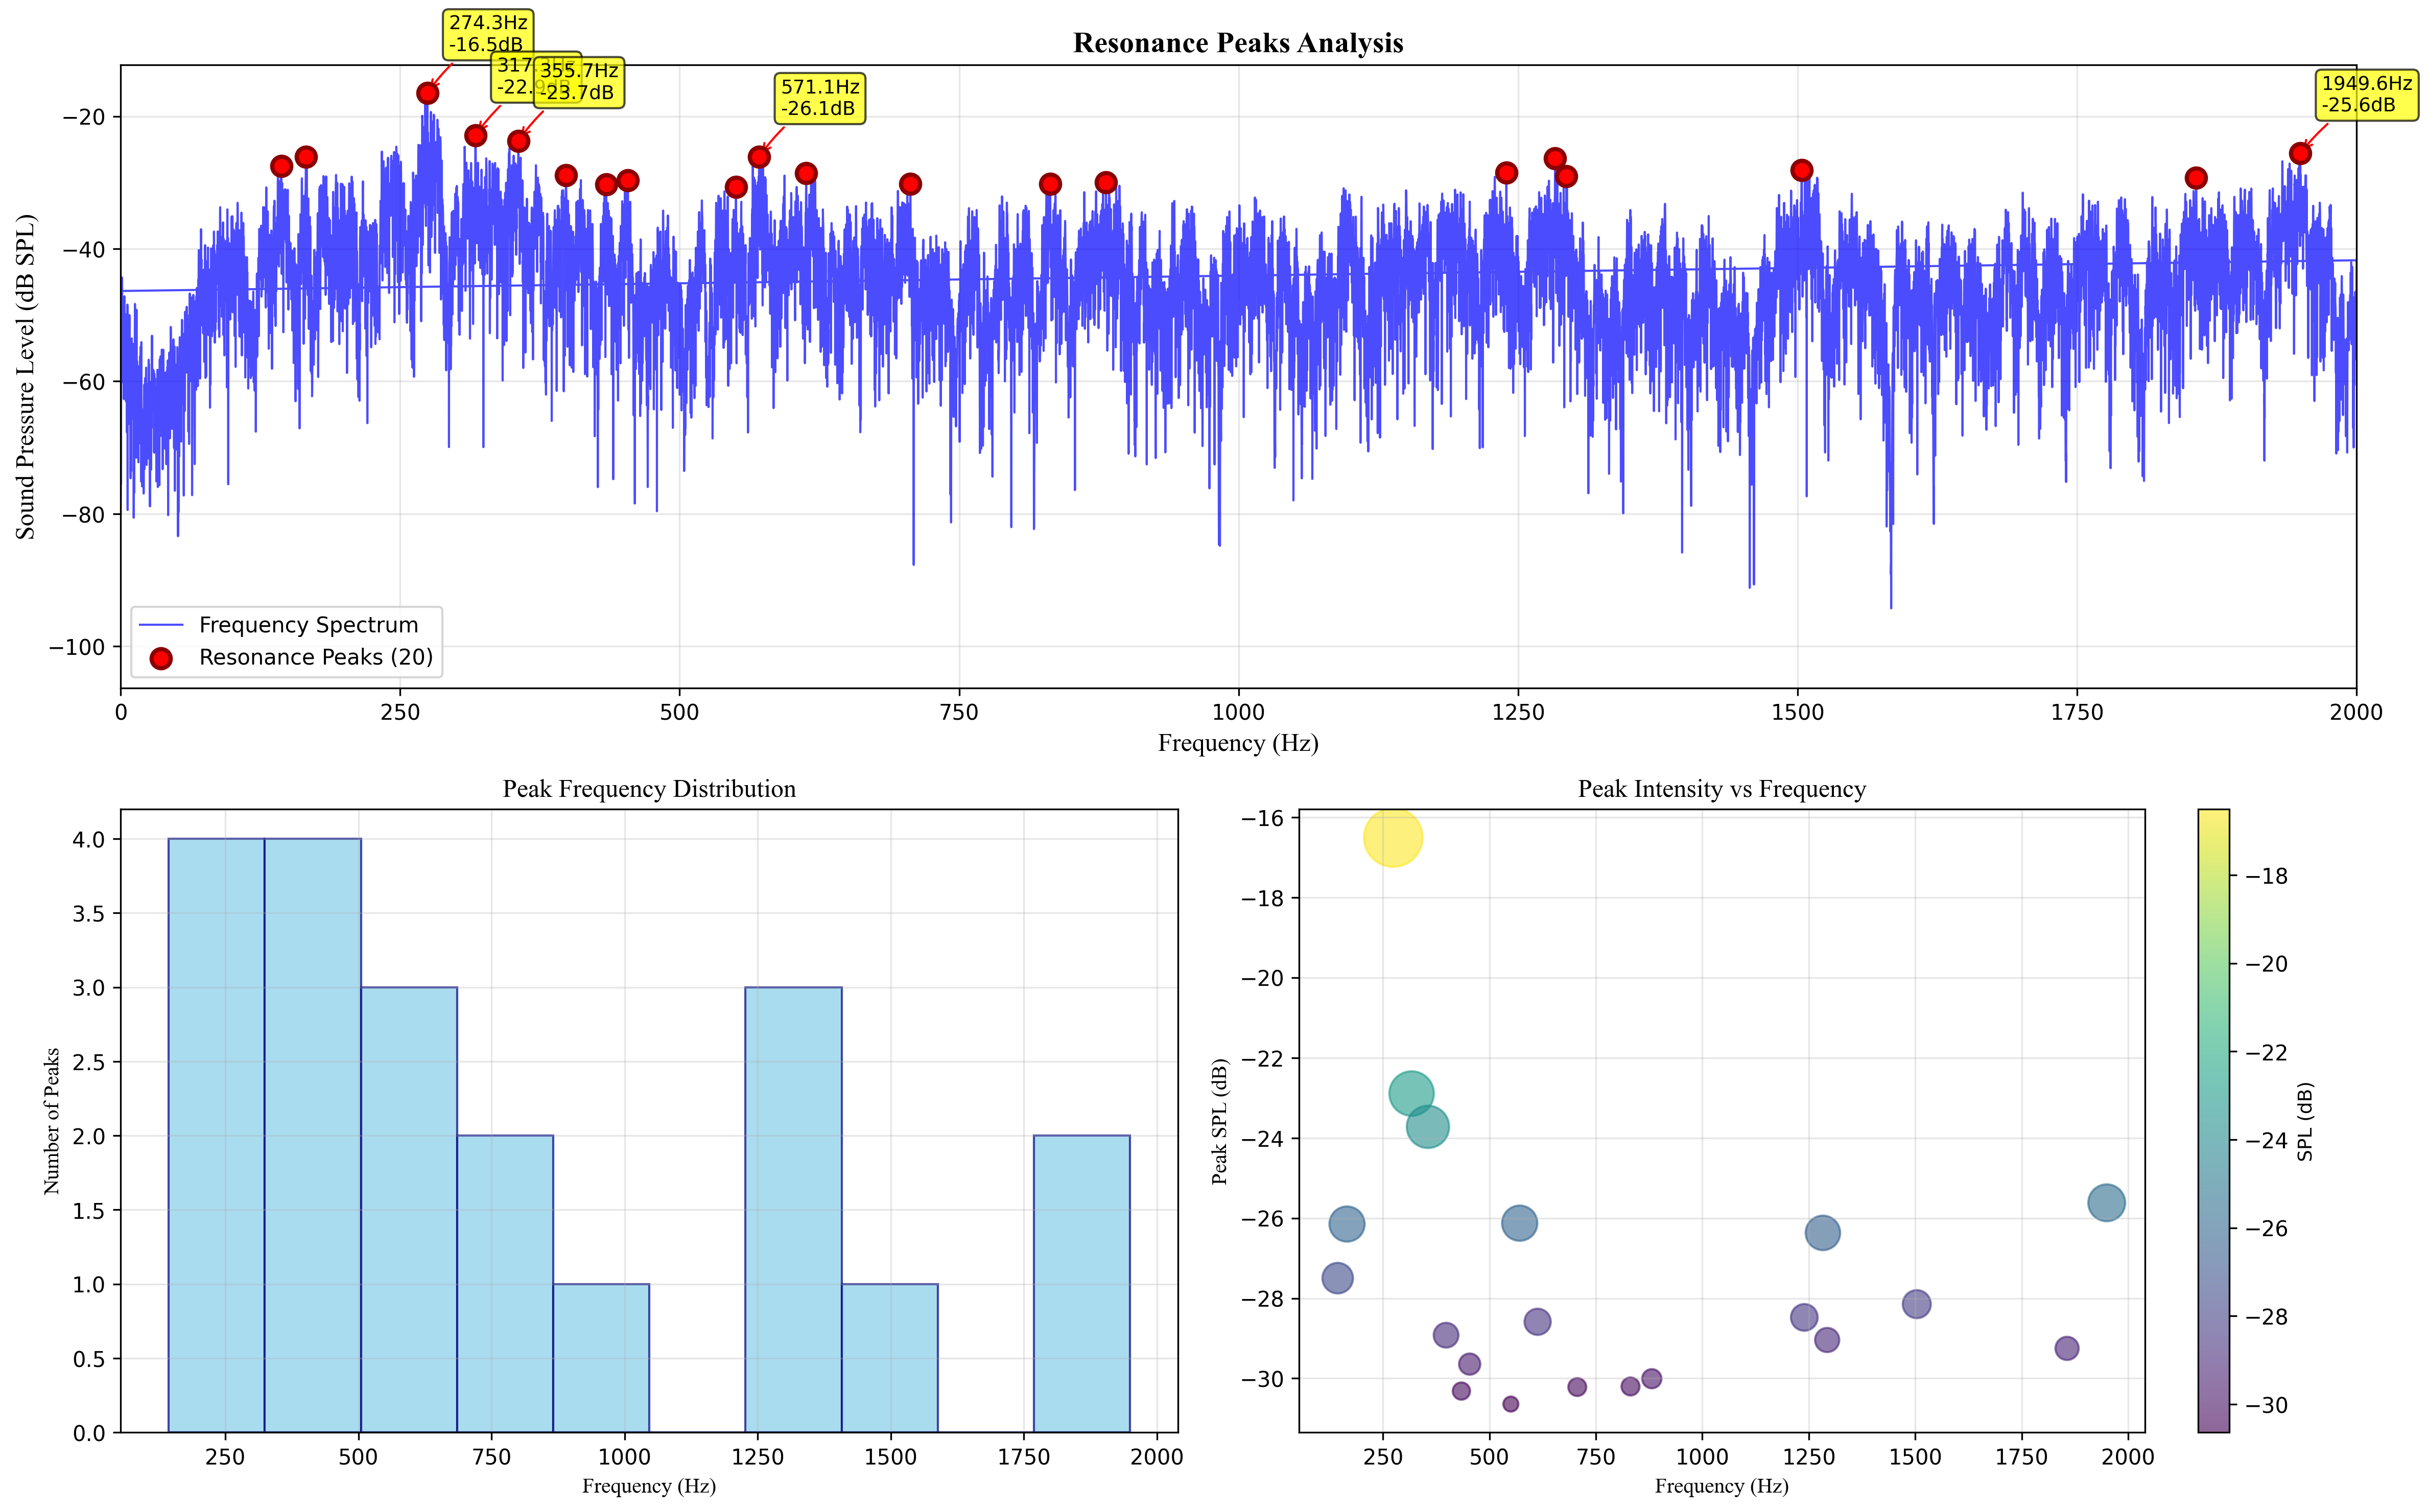 274.3Hz
-16.5dB
Resonance Peaks Analysis
355.7Hz
-23.7dB
-22.9dB
571.1Hz
-26.1dB
1949.6Hz
-25.6dB
−20
−40
−60
−80
−100
Sound Pressure Level (dB SPL)
Frequency Spectrum
Resonance Peaks (20)
0
250
500
750
1000
1250
1500
1750
2000
Frequency (Hz)
Peak Frequency Distribution
4.0
3.5
3.0
2.5
2.0
1.5
1.0
0.5
0.0
Number of Peaks
250
500
750
1000
1250
1500
1750
2000
Frequency (Hz)
Peak Intensity vs Frequency
−16
−18
−20
−22
−24
−26
−28
−30
Peak SPL (dB)
250
500
750
1000
1250
1500
1750
2000
Frequency (Hz)
−18
−20
−22
−24
−26
−28
−30
SPL (dB)